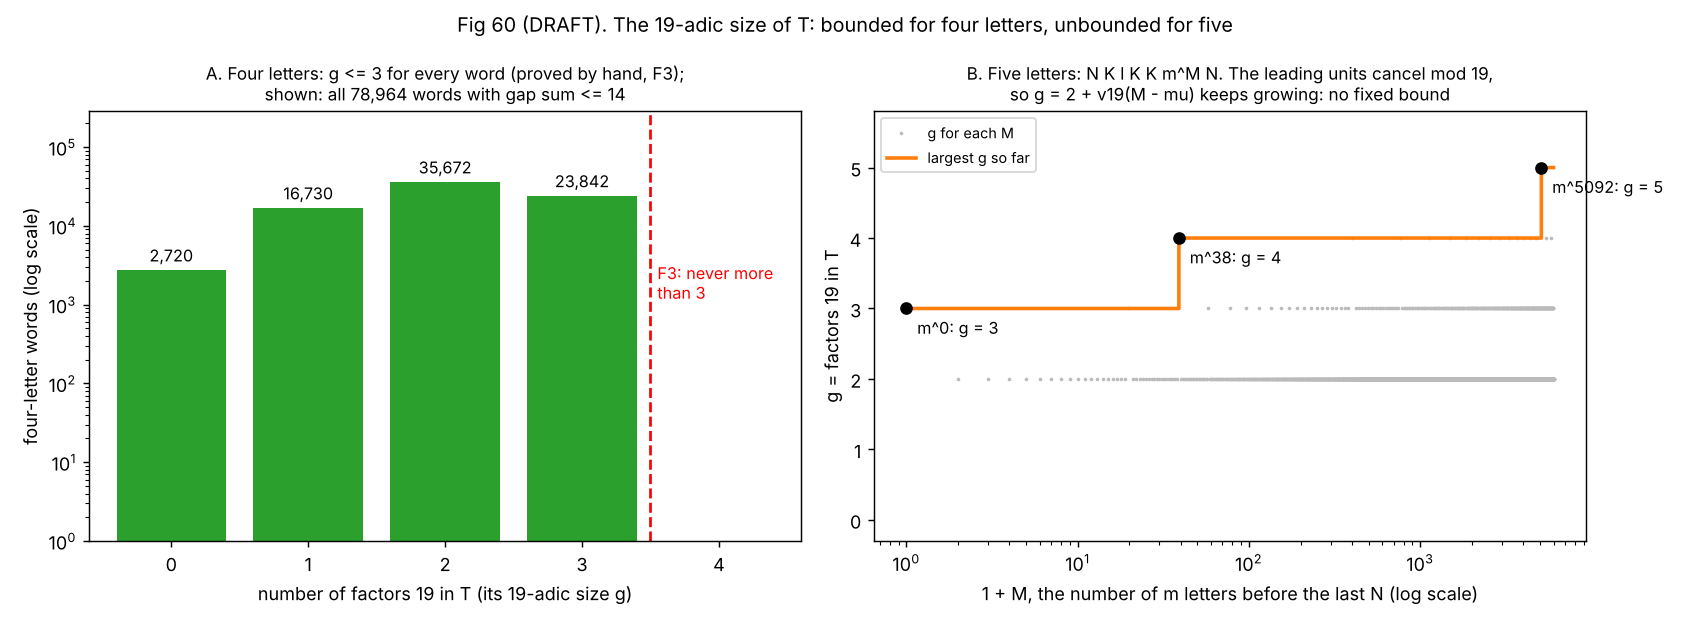 Fig 60 (DRAFT). The 19-adic size of T: bounded for four letters, unbounded for five
A. Four letters: g <= 3 for every word (proved by hand, F3);
shown: all 78,964 words with gap sum <= 14
four-letter words (log scale)
10^5
10^4
10^3
10^2
10^1
10^0
2,720
16,730
35,672
23,842
F3: never more
than 3
0
1
2
3
4
number of factors 19 in T (its 19-adic size g)
B. Five letters: N K I K K m^M N. The leading units cancel mod 19,
so g = 2 + v19(M - mu) keeps growing: no fixed bound
g for each M
largest g so far
g = factors 19 in T
5
4
3
2
1
0
m^5092: g = 5
m^38: g = 4
m^0: g = 3
10^0
10^1
10^2
10^3
1 + M, the number of m letters before the last N (log scale)